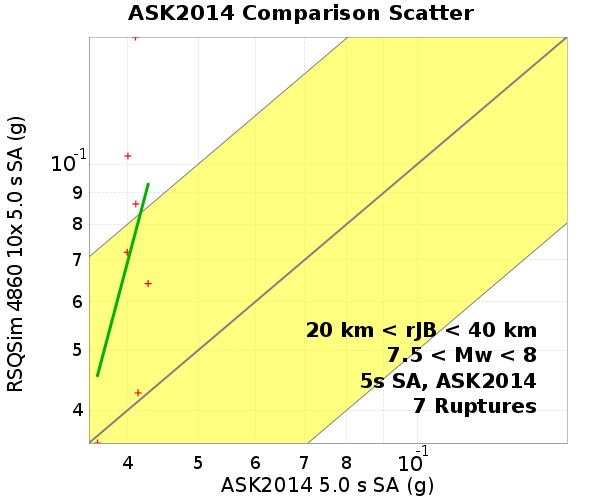 ASK2014 Comparison Scatter
RSQSim 4860 10x 5.0 s SA (g)
10-1
9
8
7
6
5
4
20 km < rJB < 40 km
7.5 < Mw < 8
5s SA, ASK2014
7 Ruptures
4 5 6 7 8 10-1
ASK2014 5.0 s SA (g)